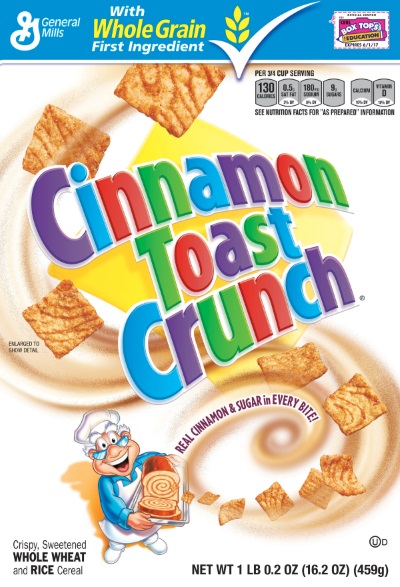 General
Mills
With
Whole Grain
First Ingredient
BOX TOPS
EDUCATION
EXPIRES 6/1/17
PER 3/4 CUP SERVING
130
CALORIES
0.5g
SAT FAT
3% DV
180mg
SODIUM
8% DV
9g
SUGARS
CALCIUM
10% DV
VITAMIN
D
10% DV
SEE NUTRITION FACTS FOR "AS PREPARED" INFORMATION
Cinnamon
Toast
Crunch®
ENLARGED TO
SHOW DETAIL
REAL CINNAMON & SUGAR in EVERY BITE!
Crispy, Sweetened
WHOLE WHEAT
and RICE Cereal
U D
NET WT 1 LB 0.2 OZ (16.2 OZ) (459g)